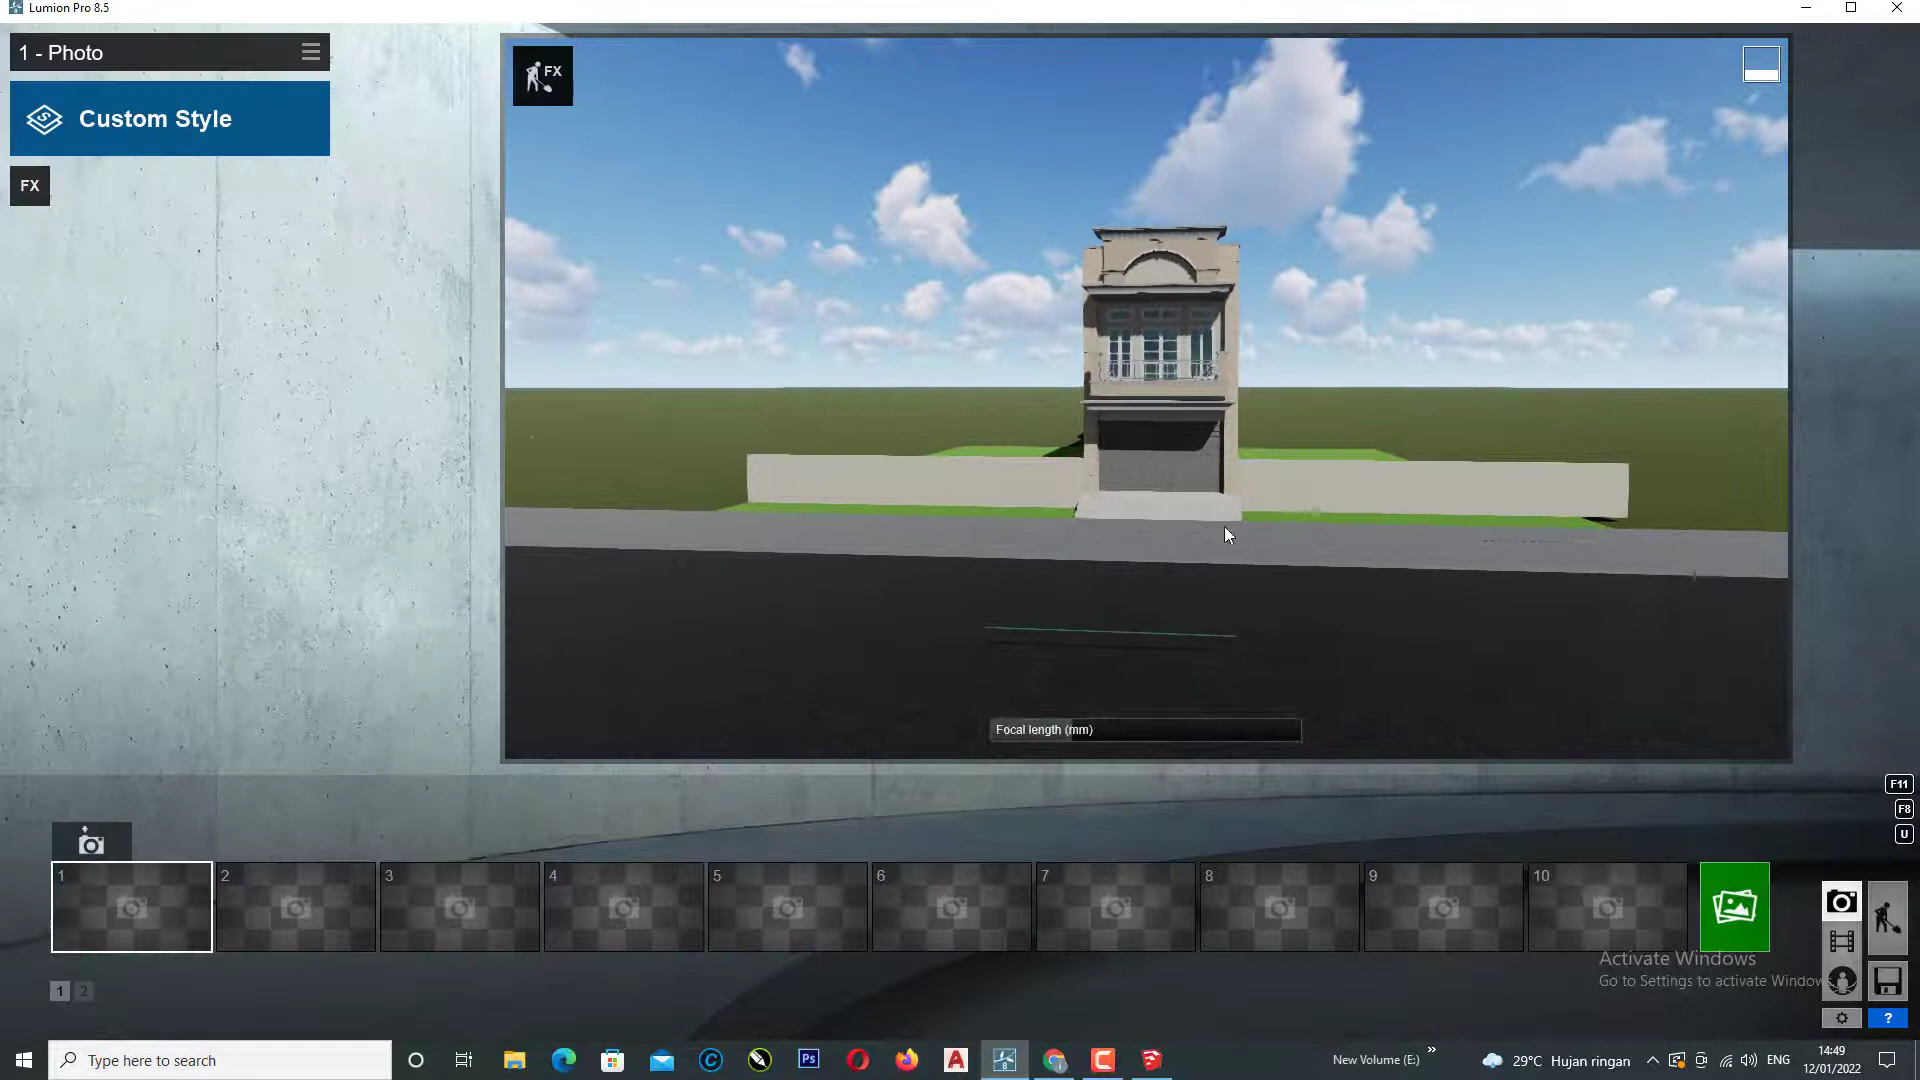 Lumion Pro 8.5
1 - Photo
Custom Style
FX
FX
Focal length (mm)
F11
F8
U
1
2
3
4
5
6
7
8
9
10
Activate Windows
Go to Settings to activate Windows.
1
2
?
Type here to search
Ps
8
New Volume (E:)
29°C
Hujan ringan
ENG
14:49
12/01/2022